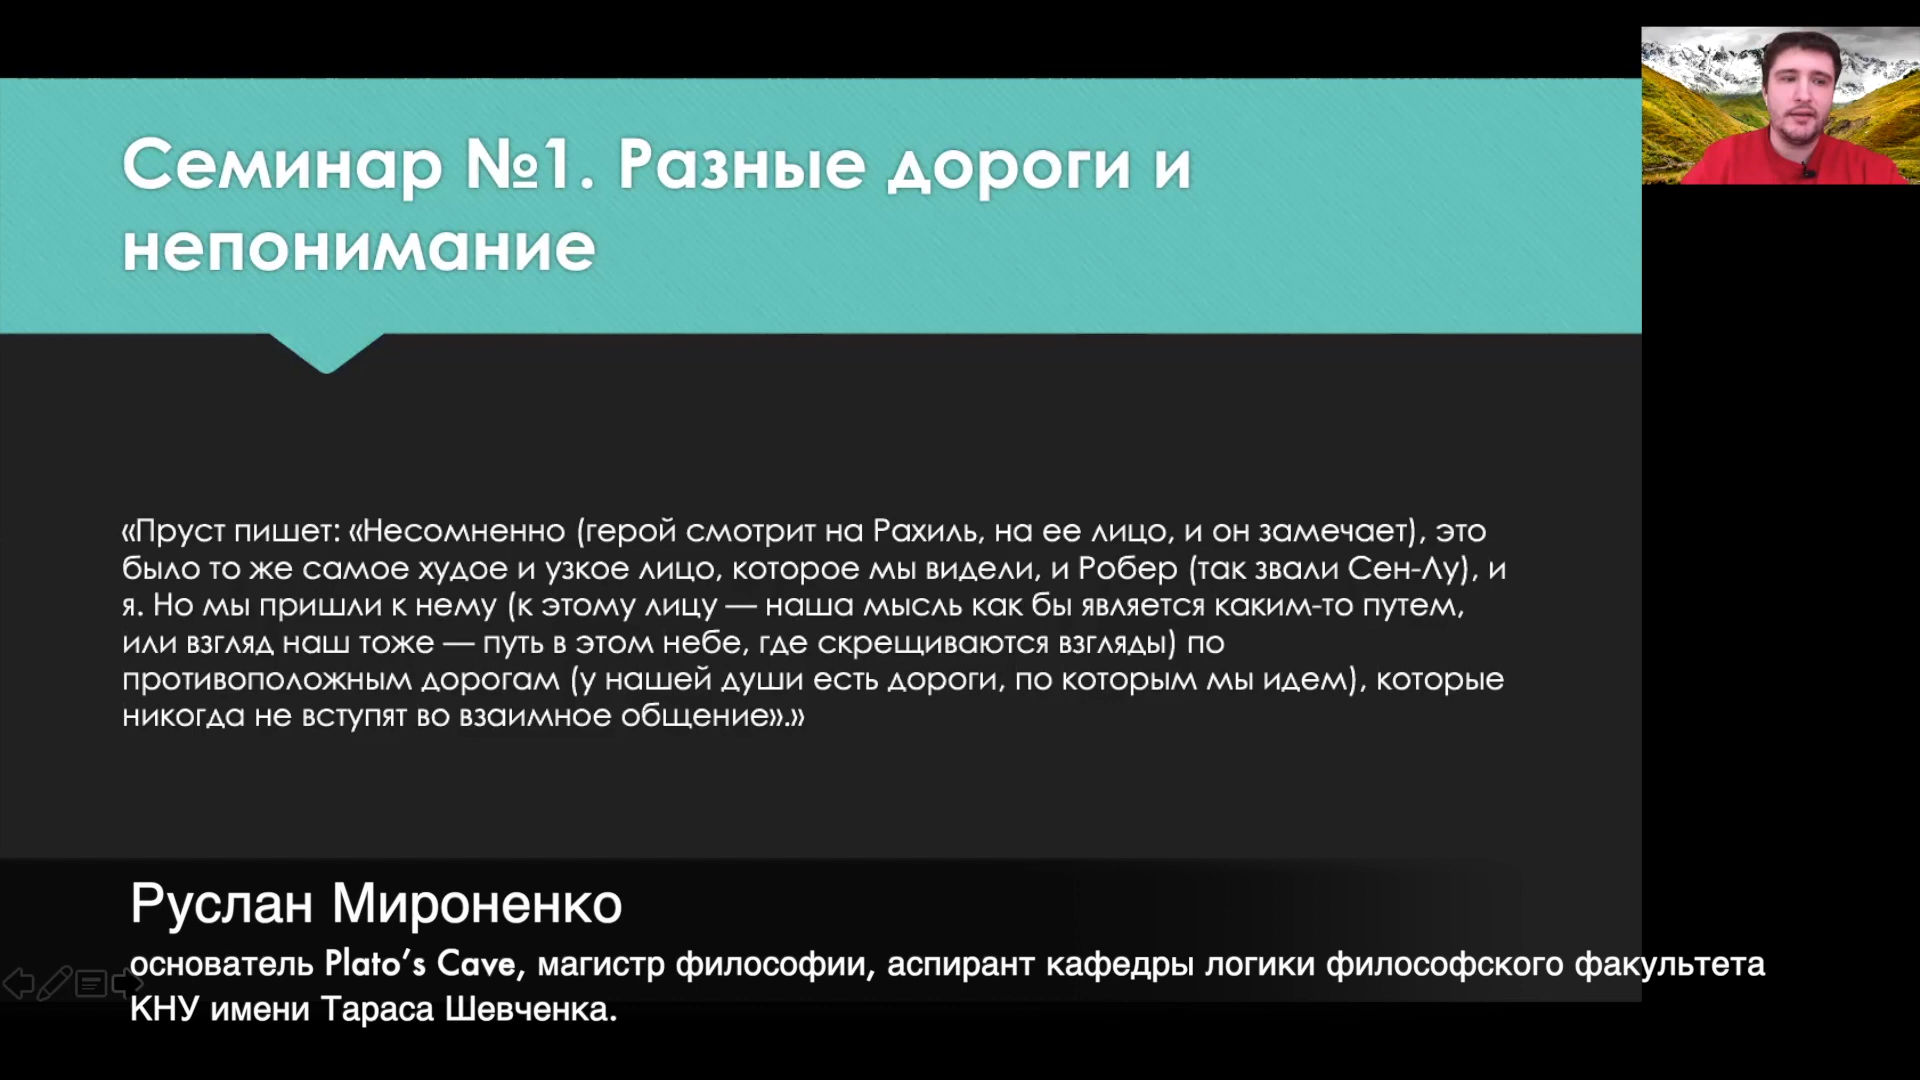 Семинар №1. Разные дороги и
непонимание
«Пруст пишет: «Несомненно (герой смотрит на Рахиль, на ее лицо, и он замечает), это
было то же самое худое и узкое лицо, которое мы видели, и Робер (так звали Сен-Лу), и
я. Но мы пришли к нему (к этому лицу — наша мысль как бы является каким-то путем,
или взгляд наш тоже — путь в этом небе, где скрещиваются взгляды) по
противоположным дорогам (у нашей души есть дороги, по которым мы идем), которые
никогда не вступят во взаимное общение».»
Руслан Мироненко
основатель Plato’s Cave, магистр философии, аспирант кафедры логики философского факультета
КНУ имени Тараса Шевченка.